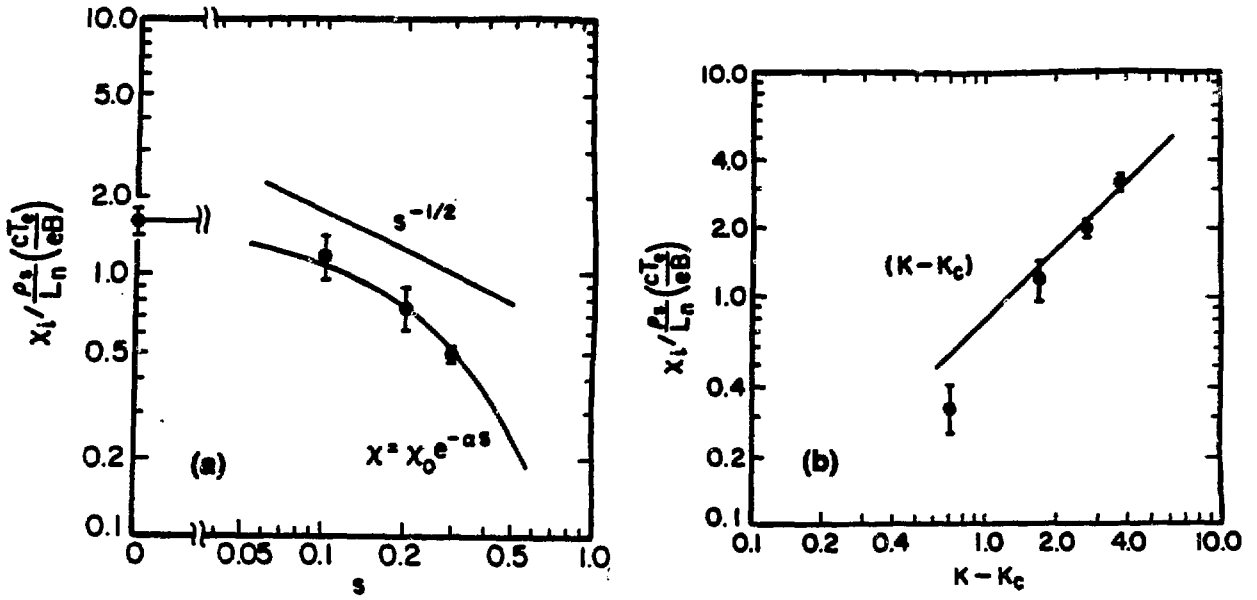 10.0
5.0
2.0
1.0
0.5
0.2
0.1
χi / ρs/Ln (cTe/eB)
s^-1/2
χ = χo e^-αs
(a)
0 0.05 0.1 0.2 0.5 1.0
s
10.0
4.0
2.0
1.0
0.4
0.2
0.1
χi / ρs/Ln (cTe/eB)
(K-Kc)
(b)
0.1 0.2 0.4 1.0 2.0 4.0 10.0
K-Kc